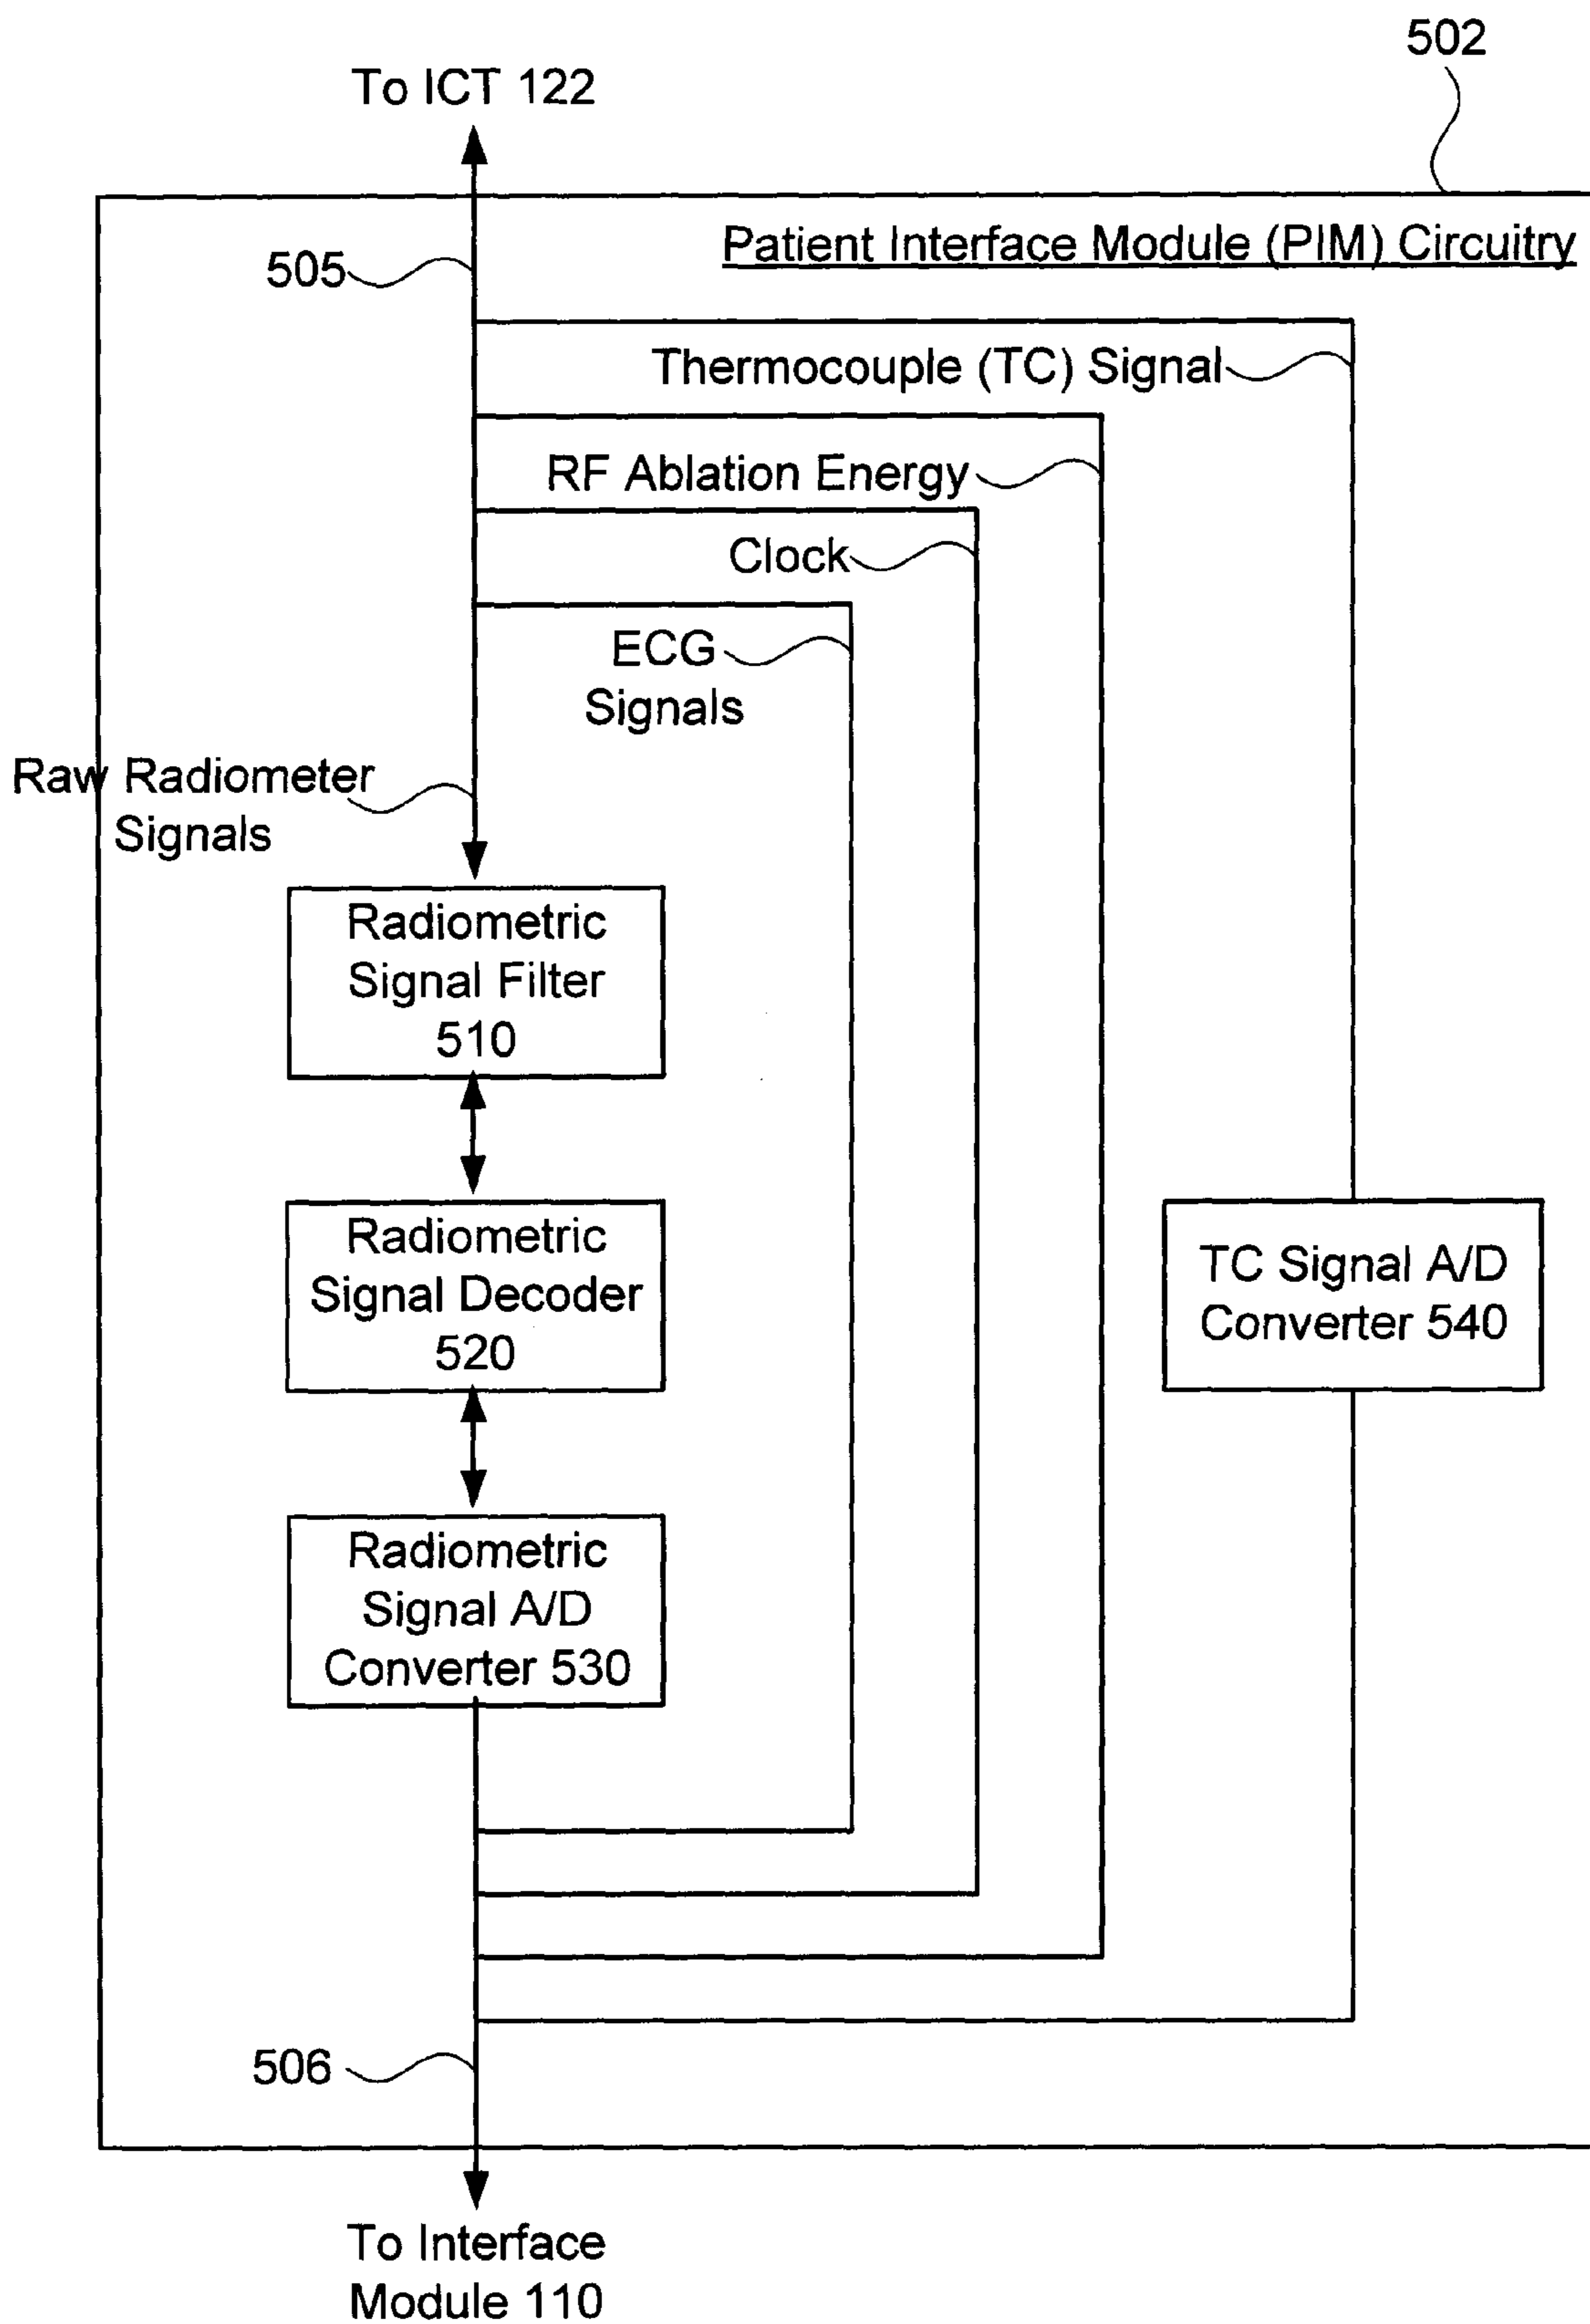 502
To ICT 122
Patient Interface Module (PIM) Circuitry
505
Thermocouple (TC) Signal
RF Ablation Energy
Clock
ECG
Signals
Raw Radiometer
Signals
Radiometric
Signal Filter
510
Radiometric
Signal Decoder
520
TC Signal A/D
Converter 540
Radiometric
Signal A/D
Converter 530
506
To Interface
Module 110